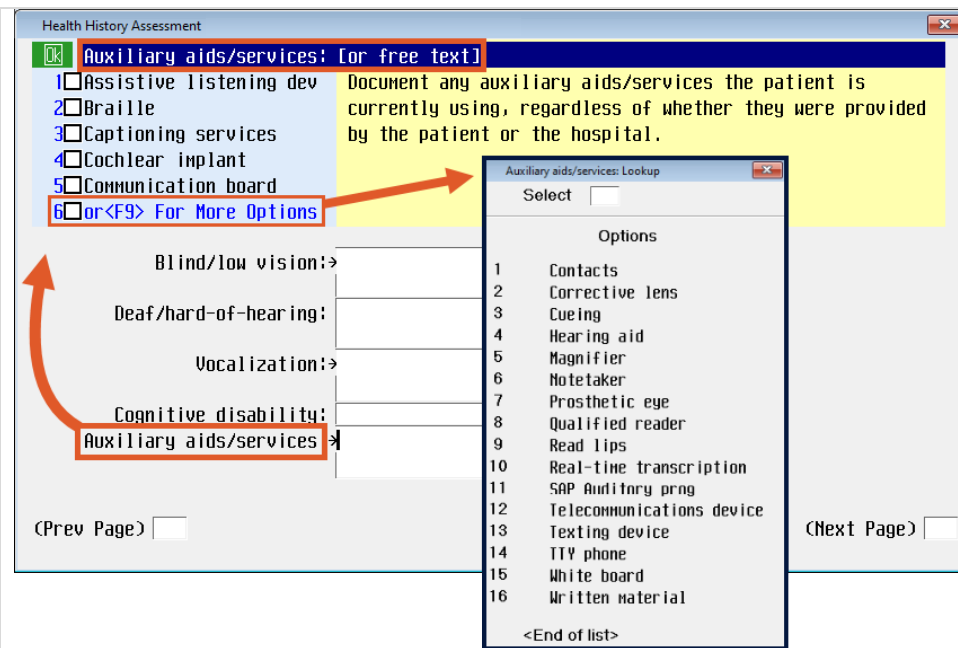 Health History Assessment
Ok Auxiliary aids/services: [or free text]
1 Assistive listening dev
2 Braille
3 Captioning services
4 Cochlear implant
5 Communication board
6 or<F9> For More Options
Document any auxiliary aids/services the patient is
currently using, regardless of whether they were provided
by the patient or the hospital.
Blind/low vision:
Deaf/hard-of-hearing:
Vocalization:
Cognitive disability:
Auxiliary aids/services
(Prev Page)
(Next Page)
Auxiliary aids/services: Lookup
Select
Options
1 Contacts
2 Corrective lens
3 Cueing
4 Hearing aid
5 Magnifier
6 Notetaker
7 Prosthetic eye
8 Qualified reader
9 Read lips
10 Real-time transcription
11 SAP Auditory prog
12 Telecommunications device
13 Texting device
14 TTY phone
15 White board
16 Written material
<End of list>